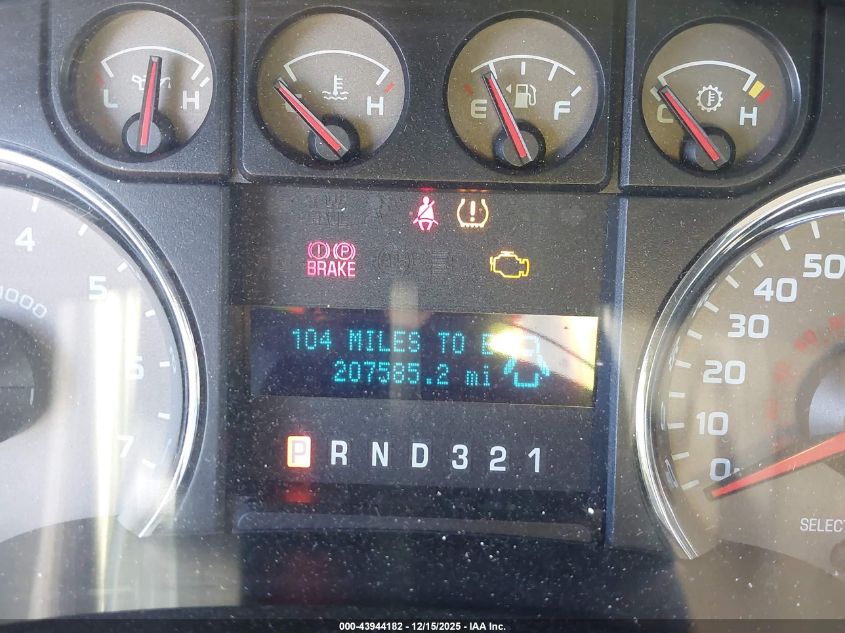 L H
H
E F
C H
BRAKE
104 MILES TO E
207585.2 mi
P R N D 3 2 1
4
5
6
7
1000
50
40
30
20
10
0
SELECT
000-43944182 - 12/15/2025 - IAA Inc.